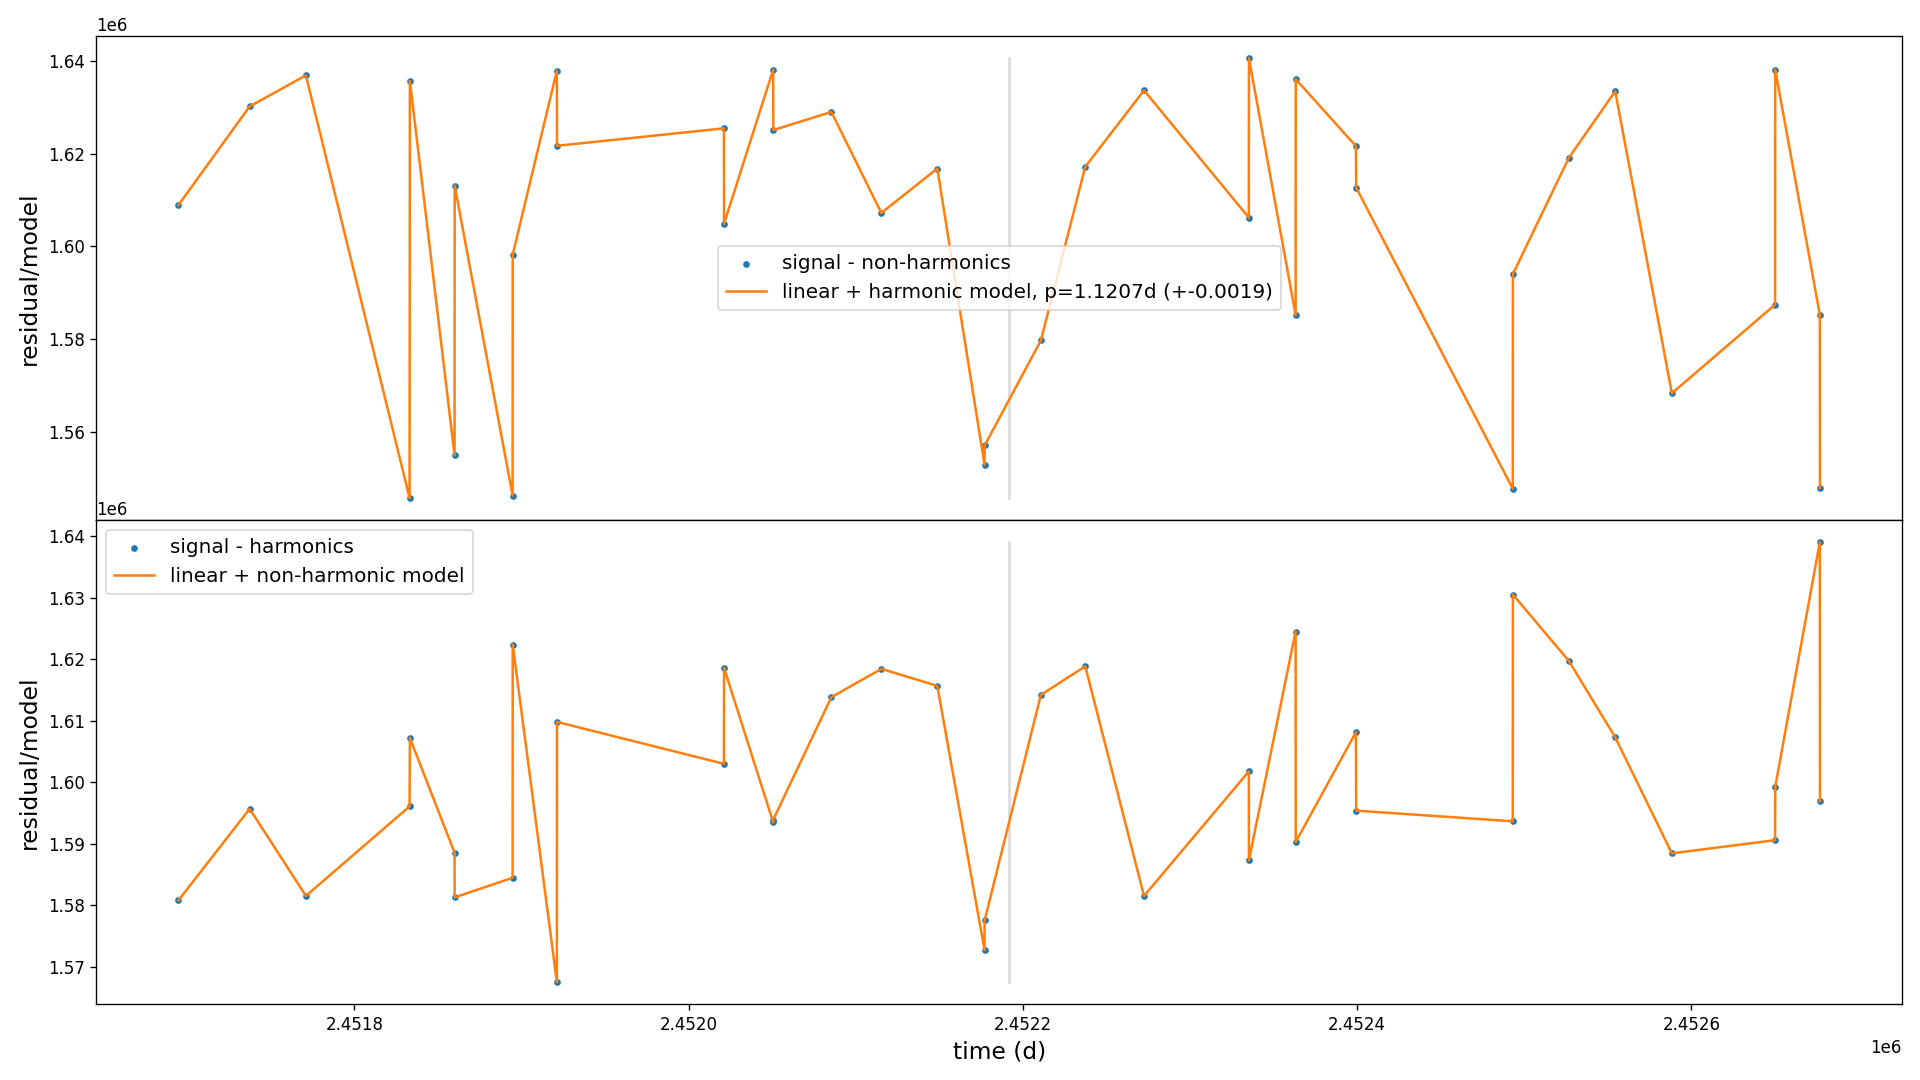 1e6
1.64
1.62
1.60
1.58
1.56
residual/model
signal - non-harmonics
linear + harmonic model, p=1.1207d (+-0.0019)
1e6
1.64
1.63
1.62
1.61
1.60
1.59
1.58
1.57
residual/model
signal - harmonics
linear + non-harmonic model
2.4518
2.4520
2.4522
2.4524
2.4526
1e6
time (d)